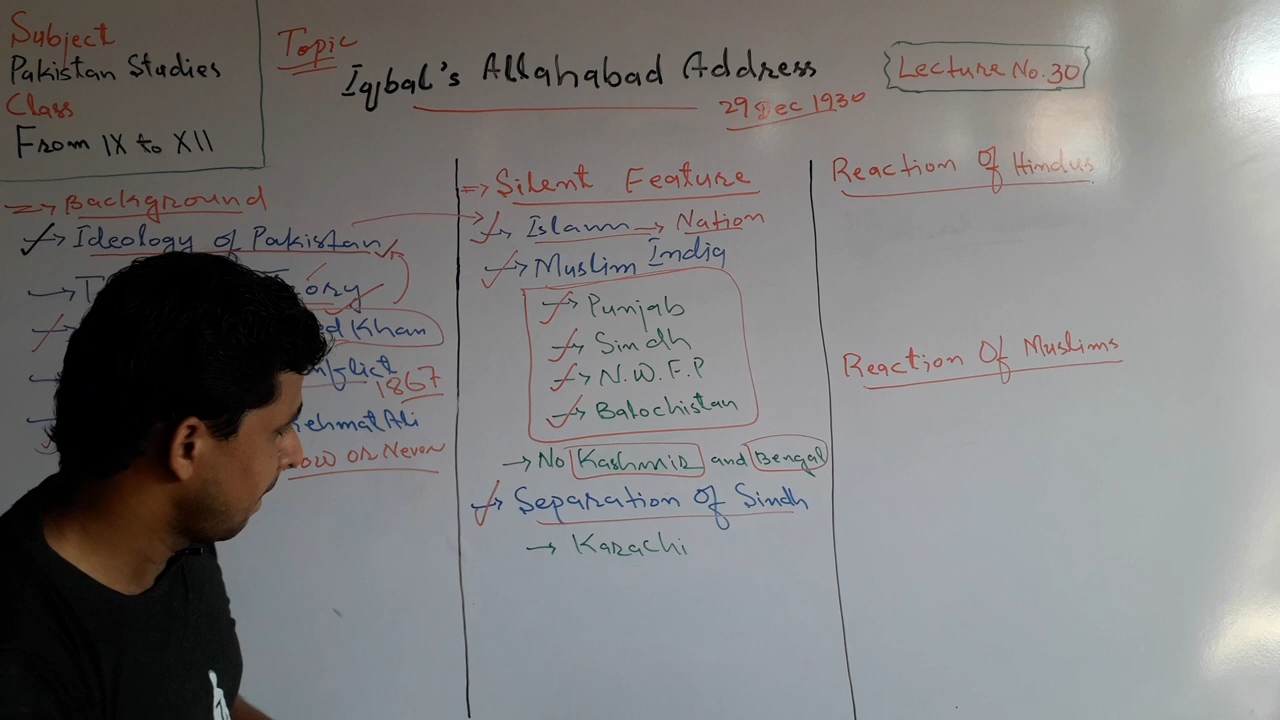 Subject
Pakistan Studies
Class
From IX to XII
Topic
Iqbal's Allahabad Address
29 Dec 1930
Lecture No. 30
=> Background
→ Ideology of Pakistan
→ T
ory
ed Khan
nflict
1867
ehmat Ali
ow or Never
=> Silent Feature
→ Islam → Nation
→ Muslim India
→ Punjab
→ Sindh
→ N.W.F.P
→ Balochistan
→ No Kashmir and Bengal
→ Separation of Sindh
→ Karachi
Reaction Of Hindus
Reaction Of Muslims